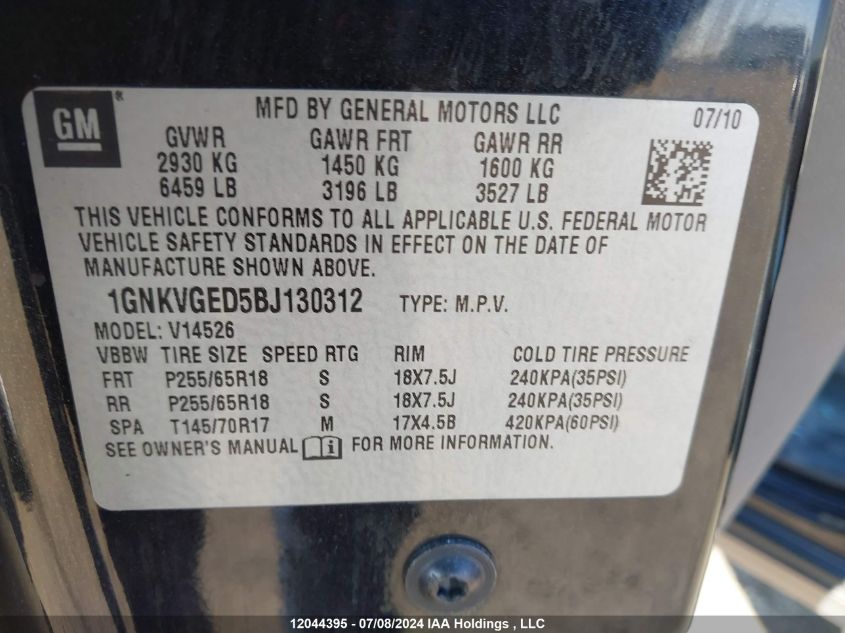 GM®
MFD BY GENERAL MOTORS LLC 07/10
GVWR GAWR FRT GAWR RR
2930 KG 1450 KG 1600 KG
6459 LB 3196 LB 3527 LB
THIS VEHICLE CONFORMS TO ALL APPLICABLE U.S. FEDERAL MOTOR
VEHICLE SAFETY STANDARDS IN EFFECT ON THE DATE OF
MANUFACTURE SHOWN ABOVE.
1GNKVGED5BJ130312 TYPE: M.P.V.
MODEL: V14526
VBBW TIRE SIZE SPEED RTG RIM COLD TIRE PRESSURE
FRT P255/65R18 S 18X7.5J 240KPA(35PSI)
RR P255/65R18 S 18X7.5J 240KPA(35PSI)
SPA T145/70R17 M 17X4.5B 420KPA(60PSI)
SEE OWNER'S MANUAL i FOR MORE INFORMATION.
12044395 - 07/08/2024 IAA Holdings , LLC